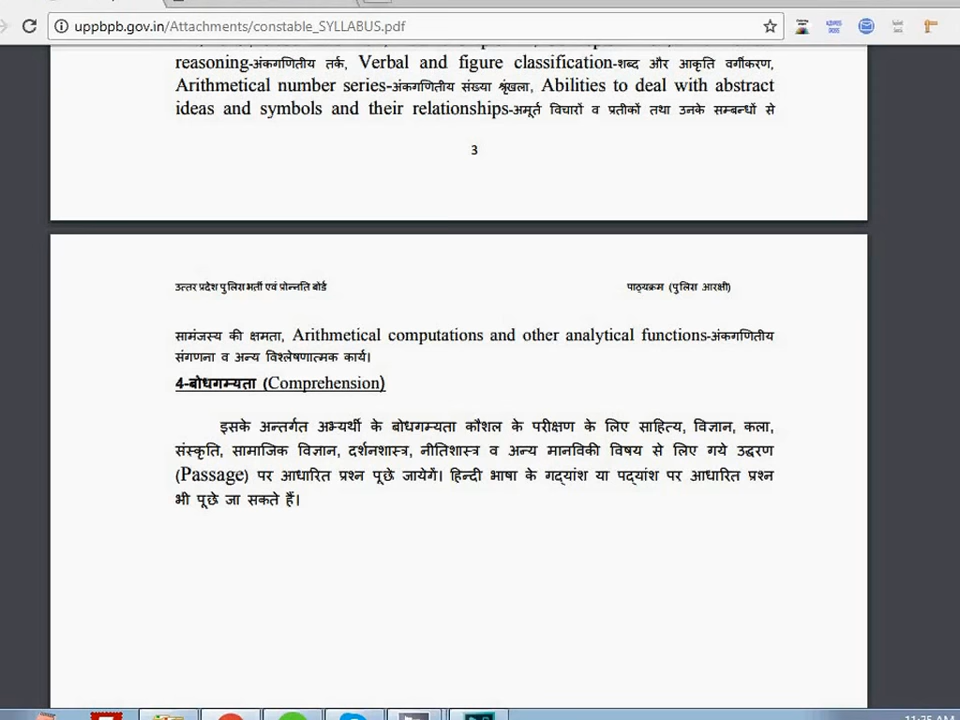 uppbpb.gov.in/Attachments/constable_SYLLABUS.pdf
reasoning-अंकगणितीय तर्क, Verbal and figure classification-शब्द और आकृति वर्गीकरण,
Arithmetical number series-अंकगणितीय संख्या श्रृंखला, Abilities to deal with abstract
ideas and symbols and their relationships-अमूर्त विचारों व प्रतीकों तथा उनके सम्बन्धों से
3
उत्तर प्रदेश पुलिस भर्ती एवं प्रोन्नति बोर्ड
पाठ्यक्रम (पुलिस आरक्षी)
सामंजस्य की क्षमता, Arithmetical computations and other analytical functions-अंकगणितीय
संगणना व अन्य विश्लेषणात्मक कार्य।
4-बोधगम्यता (Comprehension)
इसके अन्तर्गत अभ्यर्थी के बोधगम्यता कौशल के परीक्षण के लिए साहित्य, विज्ञान, कला,
संस्कृति, सामाजिक विज्ञान, दर्शनशास्त्र, नीतिशास्त्र व अन्य मानविकी विषय से लिए गये उद्धरण
(Passage) पर आधारित प्रश्न पूछे जायेगें। हिन्दी भाषा के गद्यांश या पद्यांश पर आधारित प्रश्न
भी पूछे जा सकते हैं।